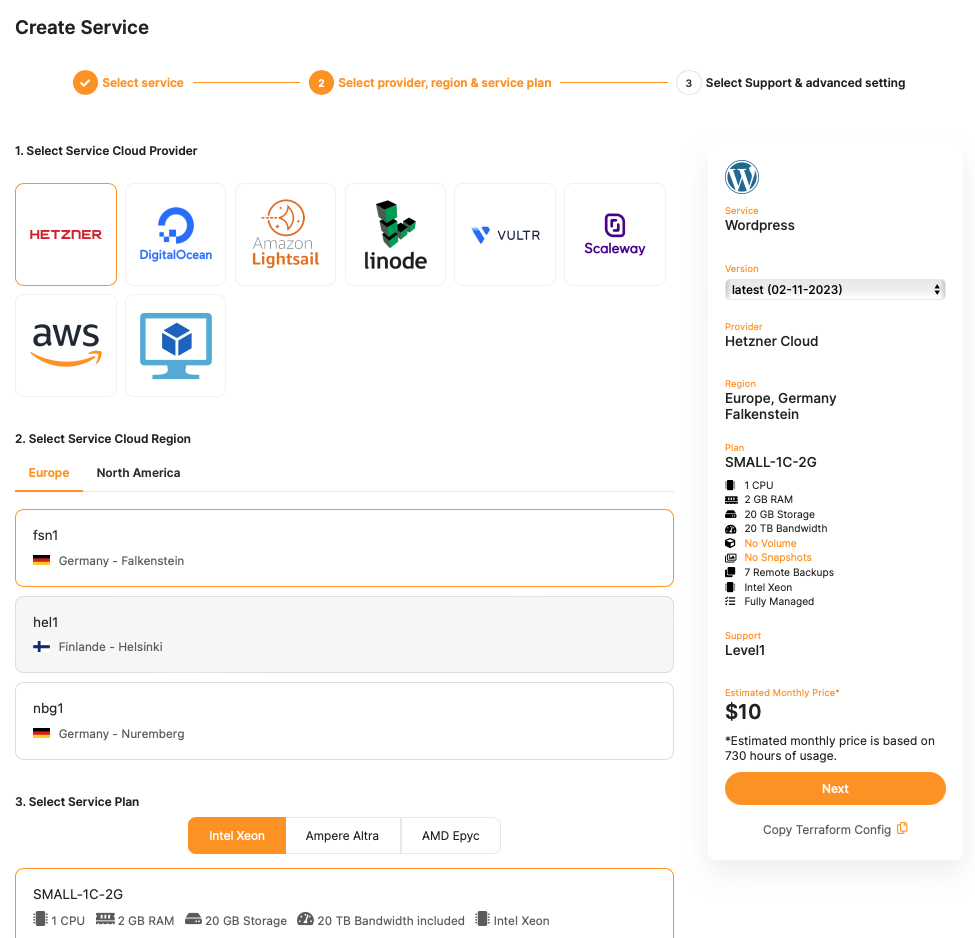 Create Service
Select service
2
Select provider, region & service plan
3
Select Support & advanced setting
1. Select Service Cloud Provider
HETZNER
DigitalOcean
Amazon
Lightsail
linode
VULTR
Scaleway
aws
2. Select Service Cloud Region
Europe
North America
fsn1
Germany - Falkenstein
hel1
Finlande - Helsinki
nbg1
Germany - Nuremberg
3. Select Service Plan
Intel Xeon
Ampere Altra
AMD Epyc
SMALL-1C-2G
1 CPU 2 GB RAM 20 GB Storage 20 TB Bandwidth included Intel Xeon
W
Service
Wordpress
Version
latest (02-11-2023)
Provider
Hetzner Cloud
Region
Europe, Germany
Falkenstein
Plan
SMALL-1C-2G
1 CPU
2 GB RAM
20 GB Storage
20 TB Bandwidth
No Volume
No Snapshots
7 Remote Backups
Intel Xeon
Fully Managed
Support
Level1
Estimated Monthly Price*
$10
*Estimated monthly price is based on
730 hours of usage.
Next
Copy Terraform Config